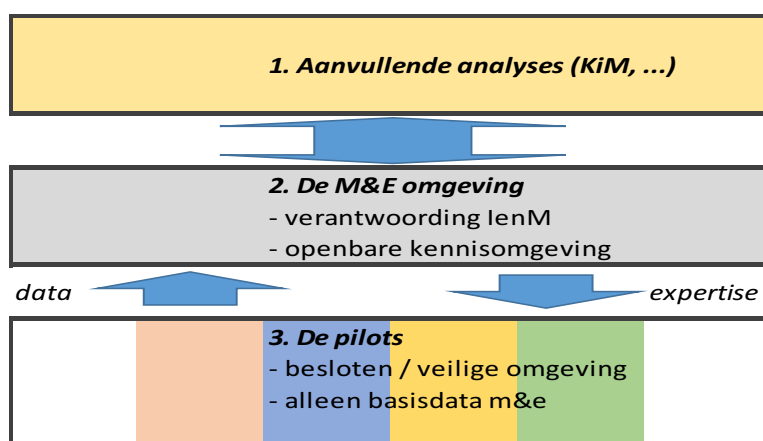 1. Aanvullende analyses (KiM, ...)
2. De M&E omgeving
- verantwoording IenM
- openbare kennisomgeving
data
expertise
3. De pilots
- besloten / veilige omgeving
- alleen basisdata m&e